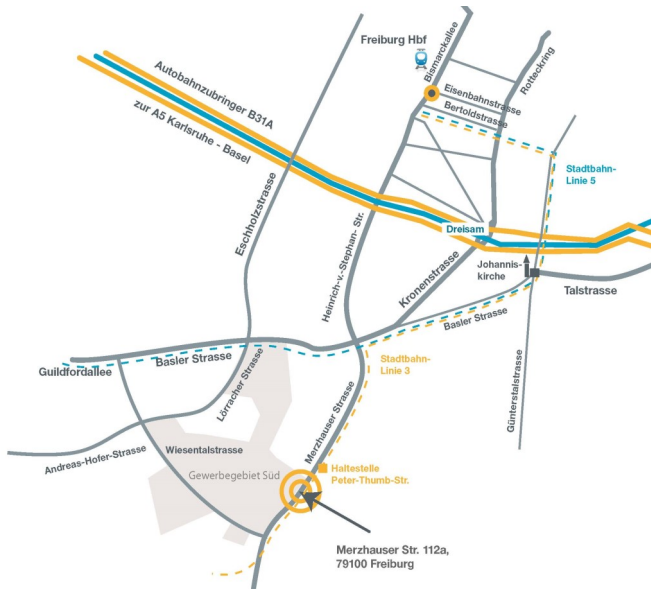 Freiburg Hbf
Bismarckallee
Rotteckring
Eisenbahnstrasse
Bertoldstrasse
Autobahnzubringer B31A
zur A5 Karlsruhe - Basel
Stadtbahn-
Linie 5
Eschholzstrasse
Heinrich-v.-Stephan- Str.
Dreisam
Johannis-
kirche
Kronenstrasse
Talstrasse
Basler Strasse
Basler Strasse
Guildfordallee
Stadtbahn-
Linie 3
Lörracher Strasse
Merzhauser Strasse
Günterstalstrasse
Andreas-Hofer-Strasse
Wiesentalstrasse
Gewerbegebiet Süd
Haltestelle
Peter-Thumb-Str.
Merzhauser Str. 112a,
79100 Freiburg